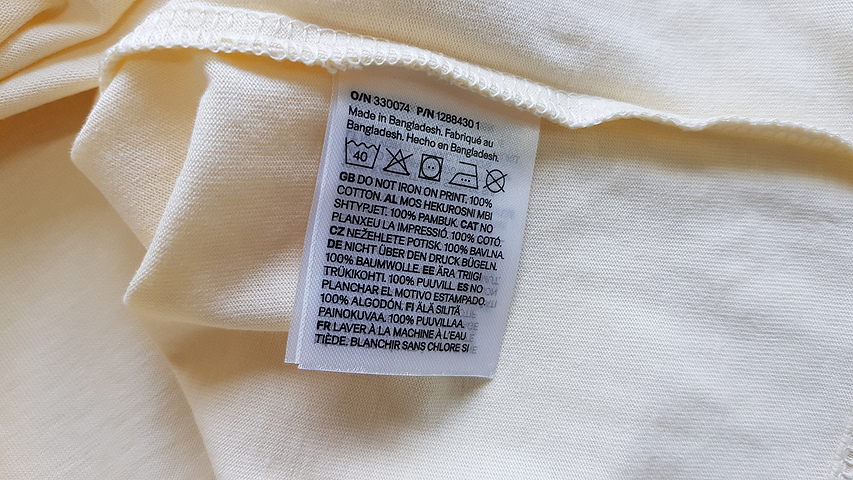 O/N 330074 P/N 1288430 1
Made in Bangladesh. Fabriqué au
Bangladesh. Hecho en Bangladesh.
40
GB DO NOT IRON ON PRINT. 100%
COTTON. AL MOS HEKUROSNI MBI
SHTYPJET. 100% PAMBUK. CAT NO
PLANXEU LA IMPRESSIÓ. 100% COTÓ.
CZ NEŽEHLETE POTISK. 100% BAVLNA.
DE NICHT ÜBER DEN DRUCK BÜGELN.
100% BAUMWOLLE. EE ÄRA TRIIGI
TRÜKIKOHTI. 100% PUUVILL. ES NO
PLANCHAR EL MOTIVO ESTAMPADO.
100% ALGODÓN. FI ÄLÄ SILITÄ
PAINOKUVAA. 100% PUUVILLAA.
FR LAVER À LA MACHINE À L'EAU
TIÈDE. BLANCHIR SANS CHLORE SI